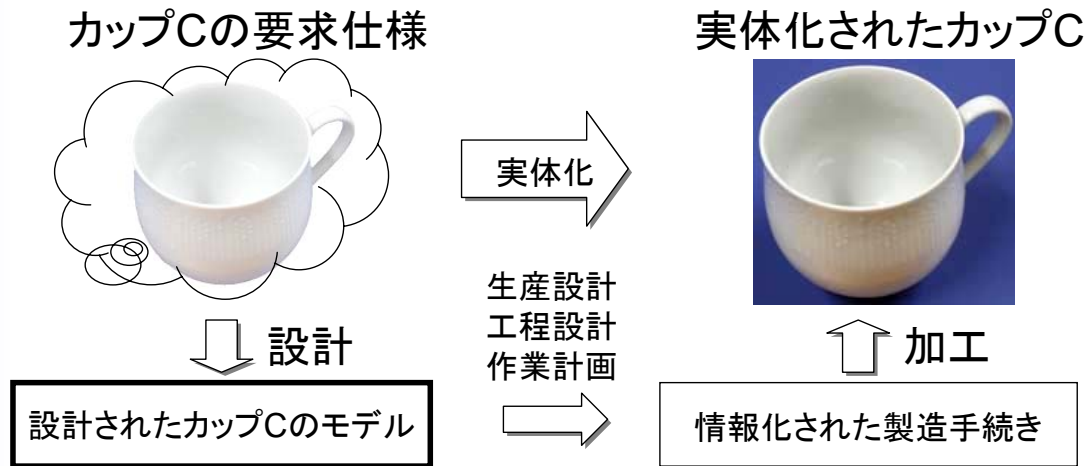 カップCの要求仕様
実体化されたカップC
実体化
生産設計
工程設計
作業計画
設計
加工
設計されたカップCのモデル
情報化された製造手続き